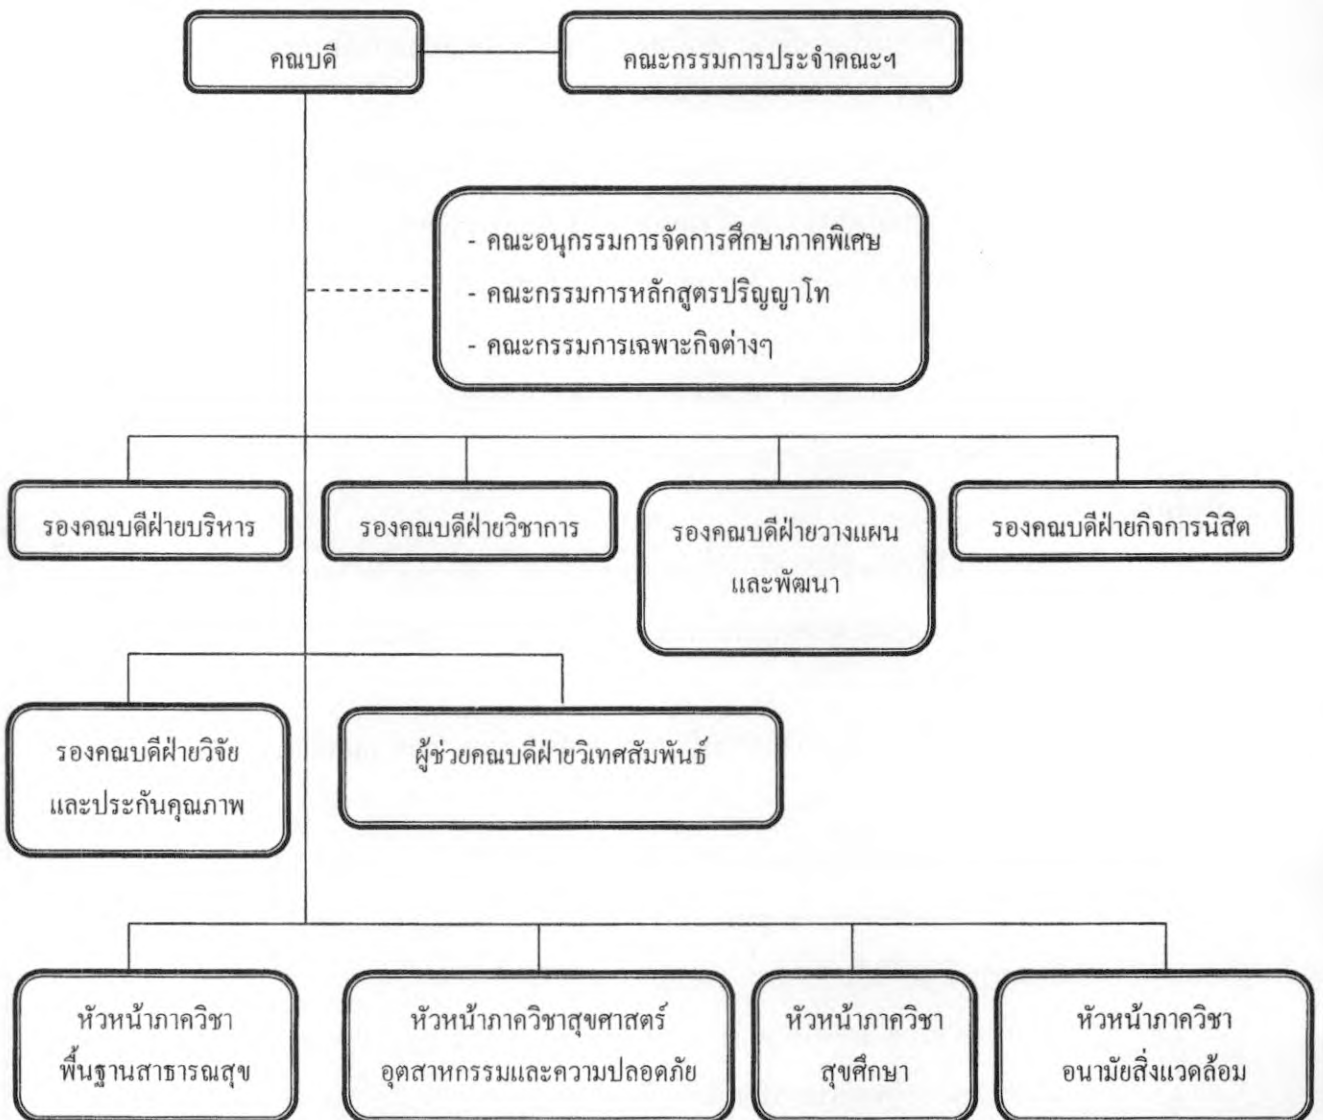 คณบดี
คณะกรรมการประจำคณะฯ
- คณะอนุกรรมการจัดการศึกษาภาคพิเศษ
- คณะกรรมการหลักสูตรปริญญาโท
- คณะกรรมการเฉพาะกิจต่างๆ
รองคณบดีฝ่ายบริหาร
รองคณบดีฝ่ายวิชาการ
รองคณบดีฝ่ายวางแผน
และพัฒนา
รองคณบดีฝ่ายกิจการนิสิต
รองคณบดีฝ่ายวิจัย
และประกันคุณภาพ
ผู้ช่วยคณบดีฝ่ายวิเทศสัมพันธ์
หัวหน้าภาควิชา
พื้นฐานสาธารณสุข
หัวหน้าภาควิชาสุขศาสตร์
อุตสาหกรรมและความปลอดภัย
หัวหน้าภาควิชา
สุขศึกษา
หัวหน้าภาควิชา
อนามัยสิ่งแวดล้อม